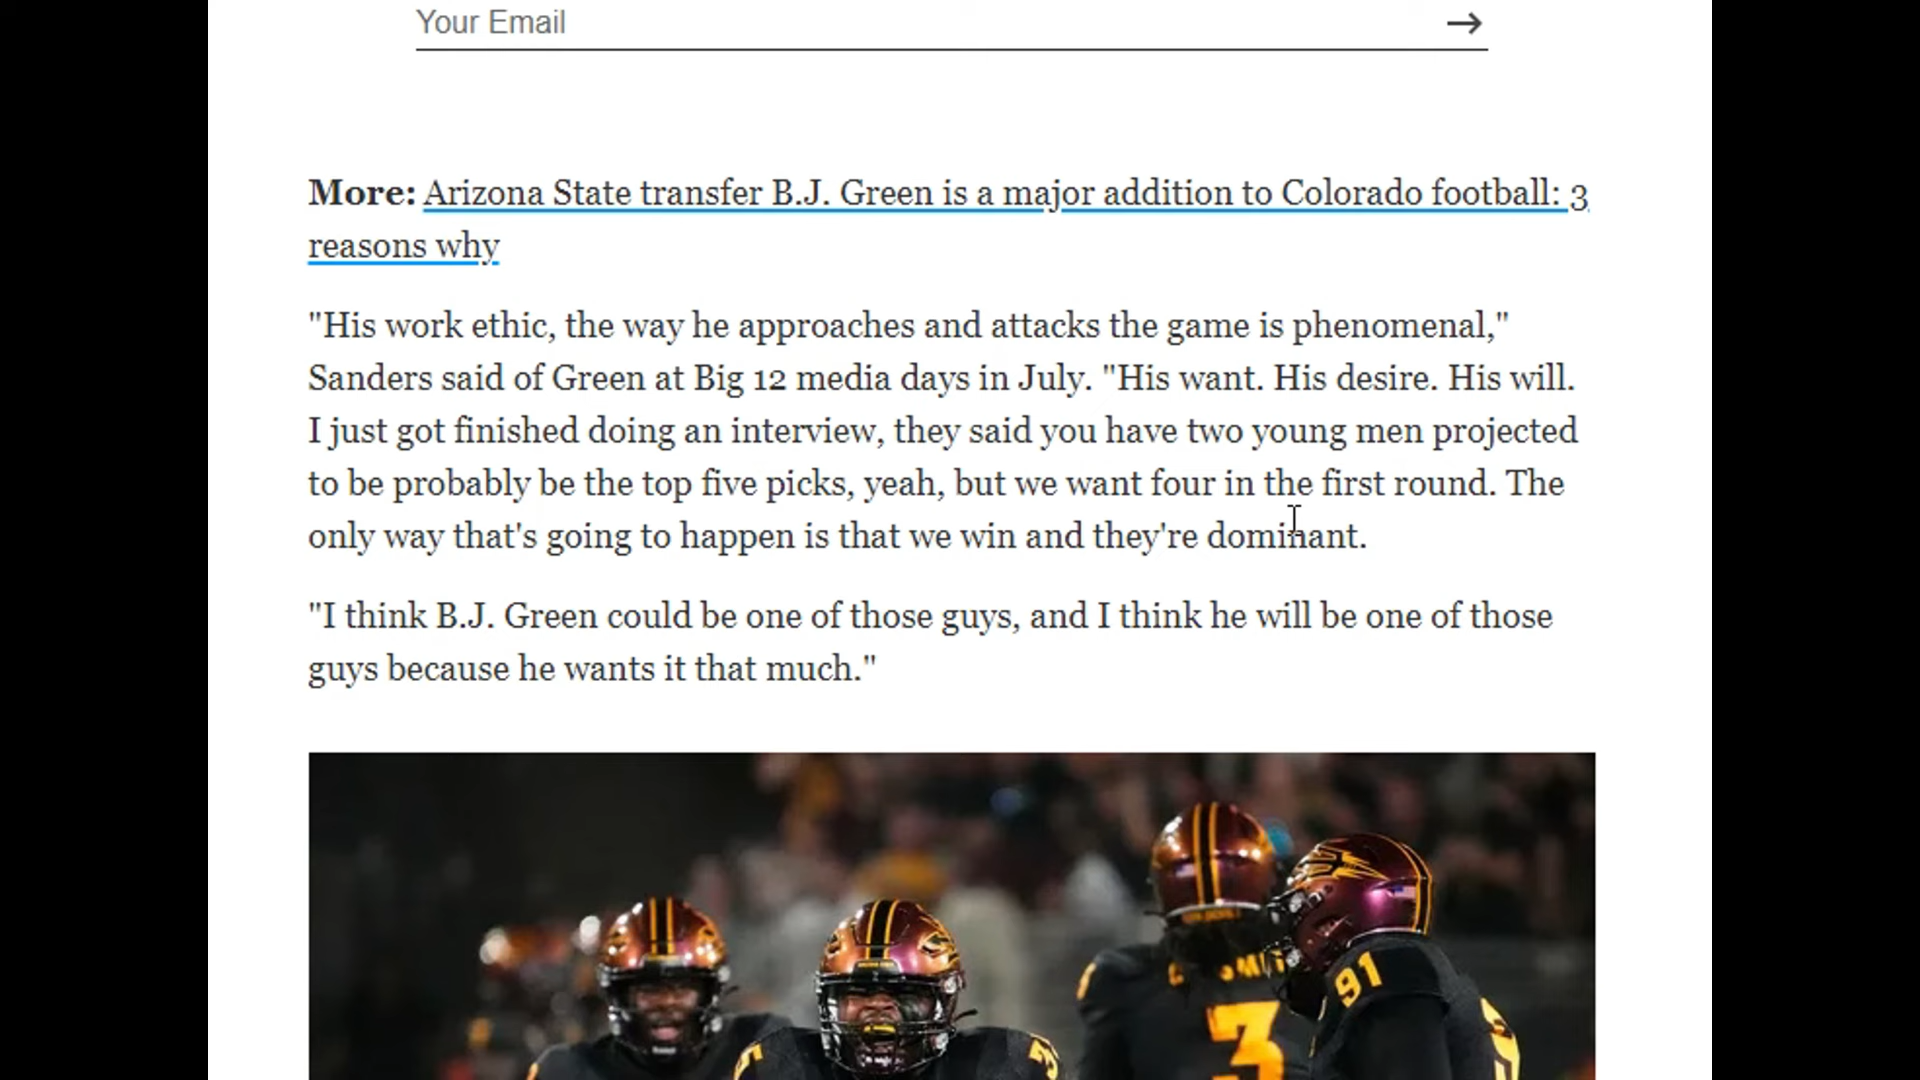 Your Email
More: Arizona State transfer B.J. Green is a major addition to Colorado football: 3
reasons why
"His work ethic, the way he approaches and attacks the game is phenomenal,"
Sanders said of Green at Big 12 media days in July. "His want. His desire. His will.
I just got finished doing an interview, they said you have two young men projected
to be probably be the top five picks, yeah, but we want four in the first round. The
only way that's going to happen is that we win and they're dominant.
"I think B.J. Green could be one of those guys, and I think he will be one of those
guys because he wants it that much."
3
91